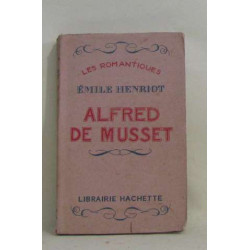 LES ROMANTIQUES
ÉMILE HENRIOT
ALFRED
DE MUSSET
LIBRAIRIE HACHETTE